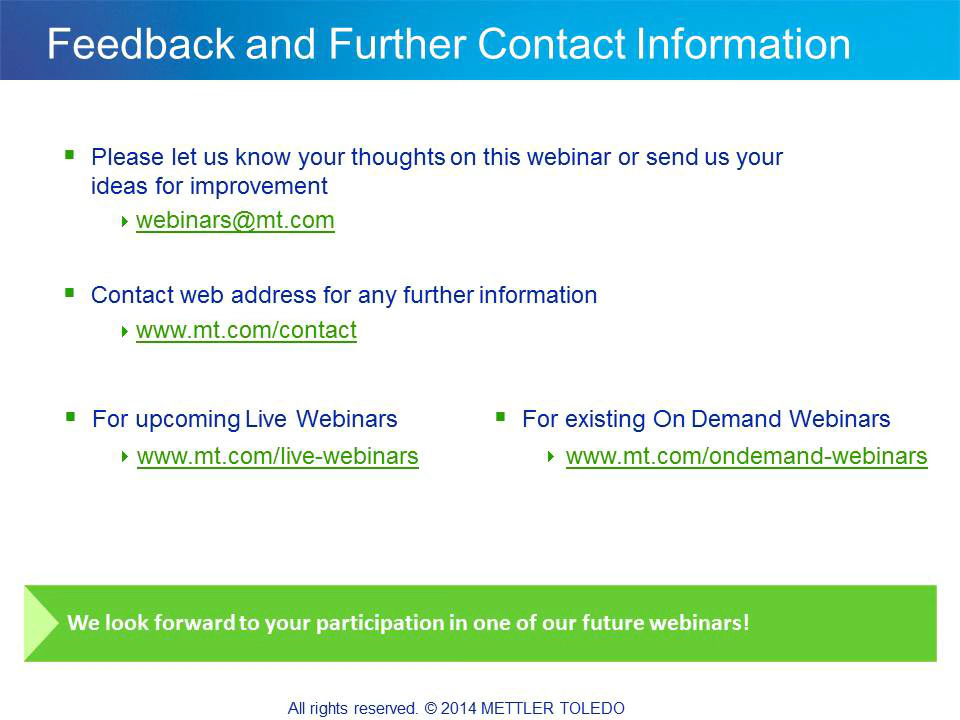 Feedback and Further Contact Information
Please let us know your thoughts on this webinar or send us your
ideas for improvement
webinars@mt.com
Contact web address for any further information
www.mt.com/contact
For upcoming Live Webinars
www.mt.com/live-webinars
For existing On Demand Webinars
www.mt.com/ondemand-webinars
We look forward to your participation in one of our future webinars!
All rights reserved. © 2014 METTLER TOLEDO